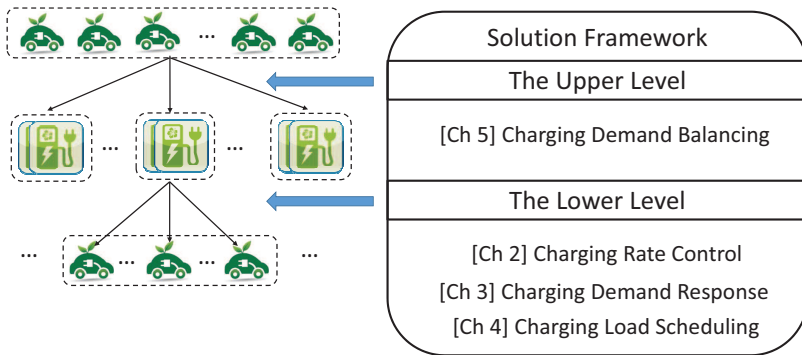 Solution Framework
The Upper Level
[Ch 5] Charging Demand Balancing
The Lower Level
[Ch 2] Charging Rate Control
[Ch 3] Charging Demand Response
[Ch 4] Charging Load Scheduling